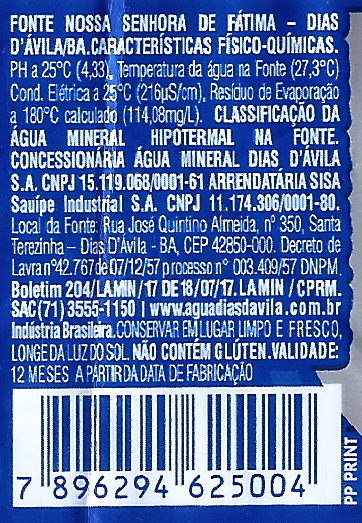 FONTE NOSSA SENHORA DE FÁTIMA – DIAS
D'ÁVILA/BA.CARACTERÍSTICAS FÍSICO-QUÍMICAS.
PH a 25°C (4,33), Temperatura da água na Fonte (27,3°C)
Cond. Elétrica a 25°C (216µS/cm), Resíduo de Evaporação
a 180°C calculado (114,08mg/L). CLASSIFICAÇÃO DA
ÁGUA MINERAL HIPOTERMAL NA FONTE.
CONCESSIONÁRIA ÁGUA MINERAL DIAS D'ÁVILA
S.A. CNPJ 15.119.068/0001-61 ARRENDATÁRIA SISA
Sauípe Industrial S.A. CNPJ 11.174.306/0001-80.
Local da Fonte: Rua José Quintino Almeida, nº 350, Santa
Terezinha – Dias D'Ávila - BA, CEP 42850-000. Decreto de
Lavra nº42.767 de 07/12/57 processo nº 003.409/57 DNPM.
Boletim 204/LAMIN/17 DE 18/07/17.LAMIN/CPRM.
SAC(71)3555-1150 | www.aguadiasdavila.com.br
Indústria Brasileira.CONSERVAR EM LUGAR LIMPO E FRESCO,
LONGE DA LUZ DO SOL. NÃO CONTÉM GLÚTEN.VALIDADE:
12 MESES A PARTIR DA DATA DE FABRICAÇÃO
7 896294 625004
PP PRINT